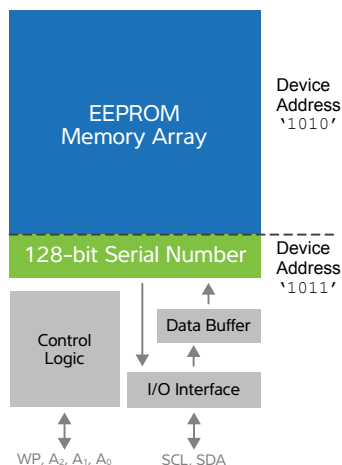 EEPROM
Memory Array
Device
Address
‘1010’
128-bit Serial Number
Device
Address
‘1011’
Control
Logic
Data Buffer
I/O Interface
WP, A₂, A₁, A₀
SCL, SDA